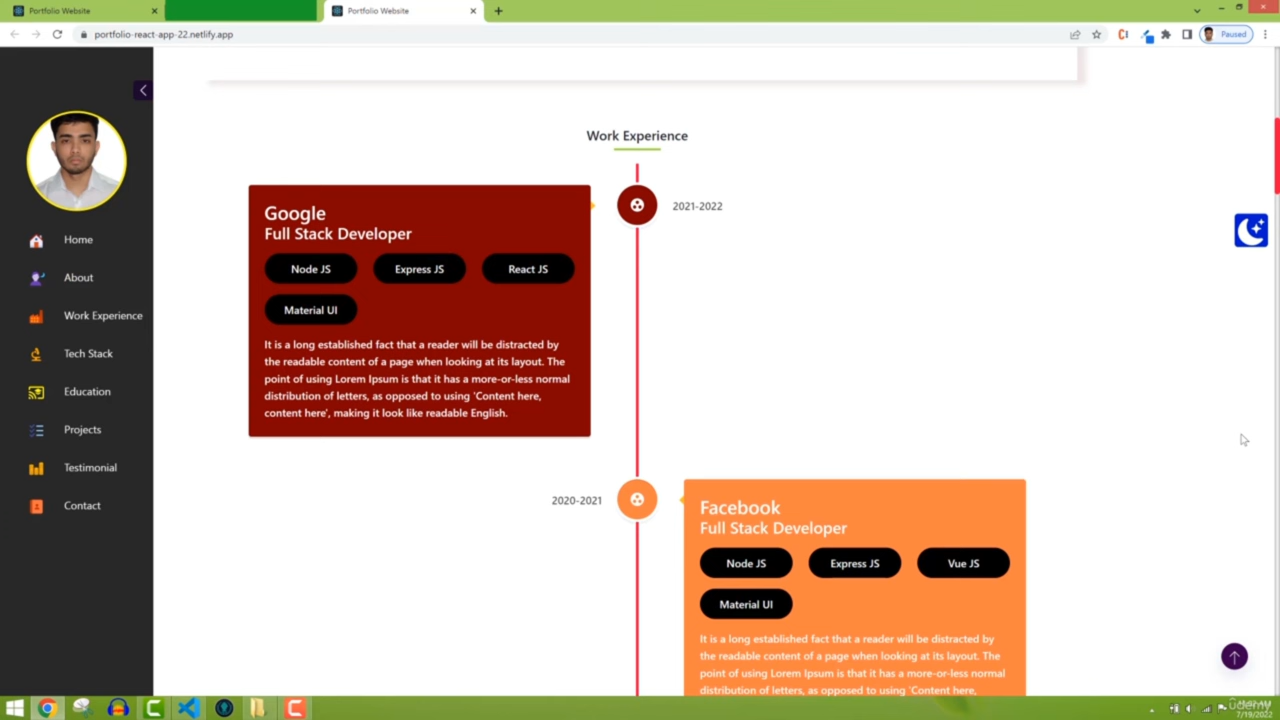 Portfolio Website
Portfolio Website
portfolio-react-app-22.netlify.app
Paused
Home
About
Work Experience
Tech Stack
Education
Projects
Testimonial
Contact
Work Experience
Google
Full Stack Developer
Node JS
Express JS
React JS
Material UI
It is a long established fact that a reader will be distracted by
the readable content of a page when looking at its layout. The
point of using Lorem Ipsum is that it has a more-or-less normal
distribution of letters, as opposed to using 'Content here,
content here', making it look like readable English.
2021-2022
2020-2021
Facebook
Full Stack Developer
Node JS
Express JS
Vue JS
Material UI
It is a long established fact that a reader will be distracted by
the readable content of a page when looking at its layout. The
point of using Lorem Ipsum is that it has a more-or-less normal
distribution of letters, as opposed to using 'Content here,
udemy
7/19/2022